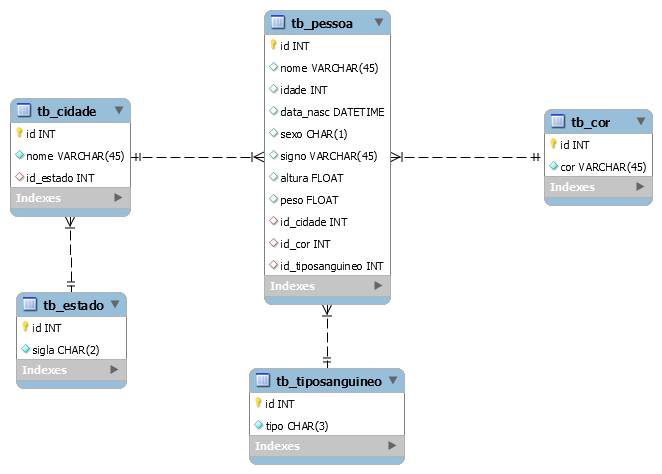 tb_pessoa
id INT
nome VARCHAR(45)
idade INT
data_nasc DATETIME
sexo CHAR(1)
signo VARCHAR(45)
altura FLOAT
peso FLOAT
id_cidade INT
id_cor INT
id_tiposanguineo INT
Indexes
tb_cidade
id INT
nome VARCHAR(45)
id_estado INT
Indexes
tb_cor
id INT
cor VARCHAR(45)
Indexes
tb_estado
id INT
sigla CHAR(2)
Indexes
tb_tiposanguineo
id INT
tipo CHAR(3)
Indexes